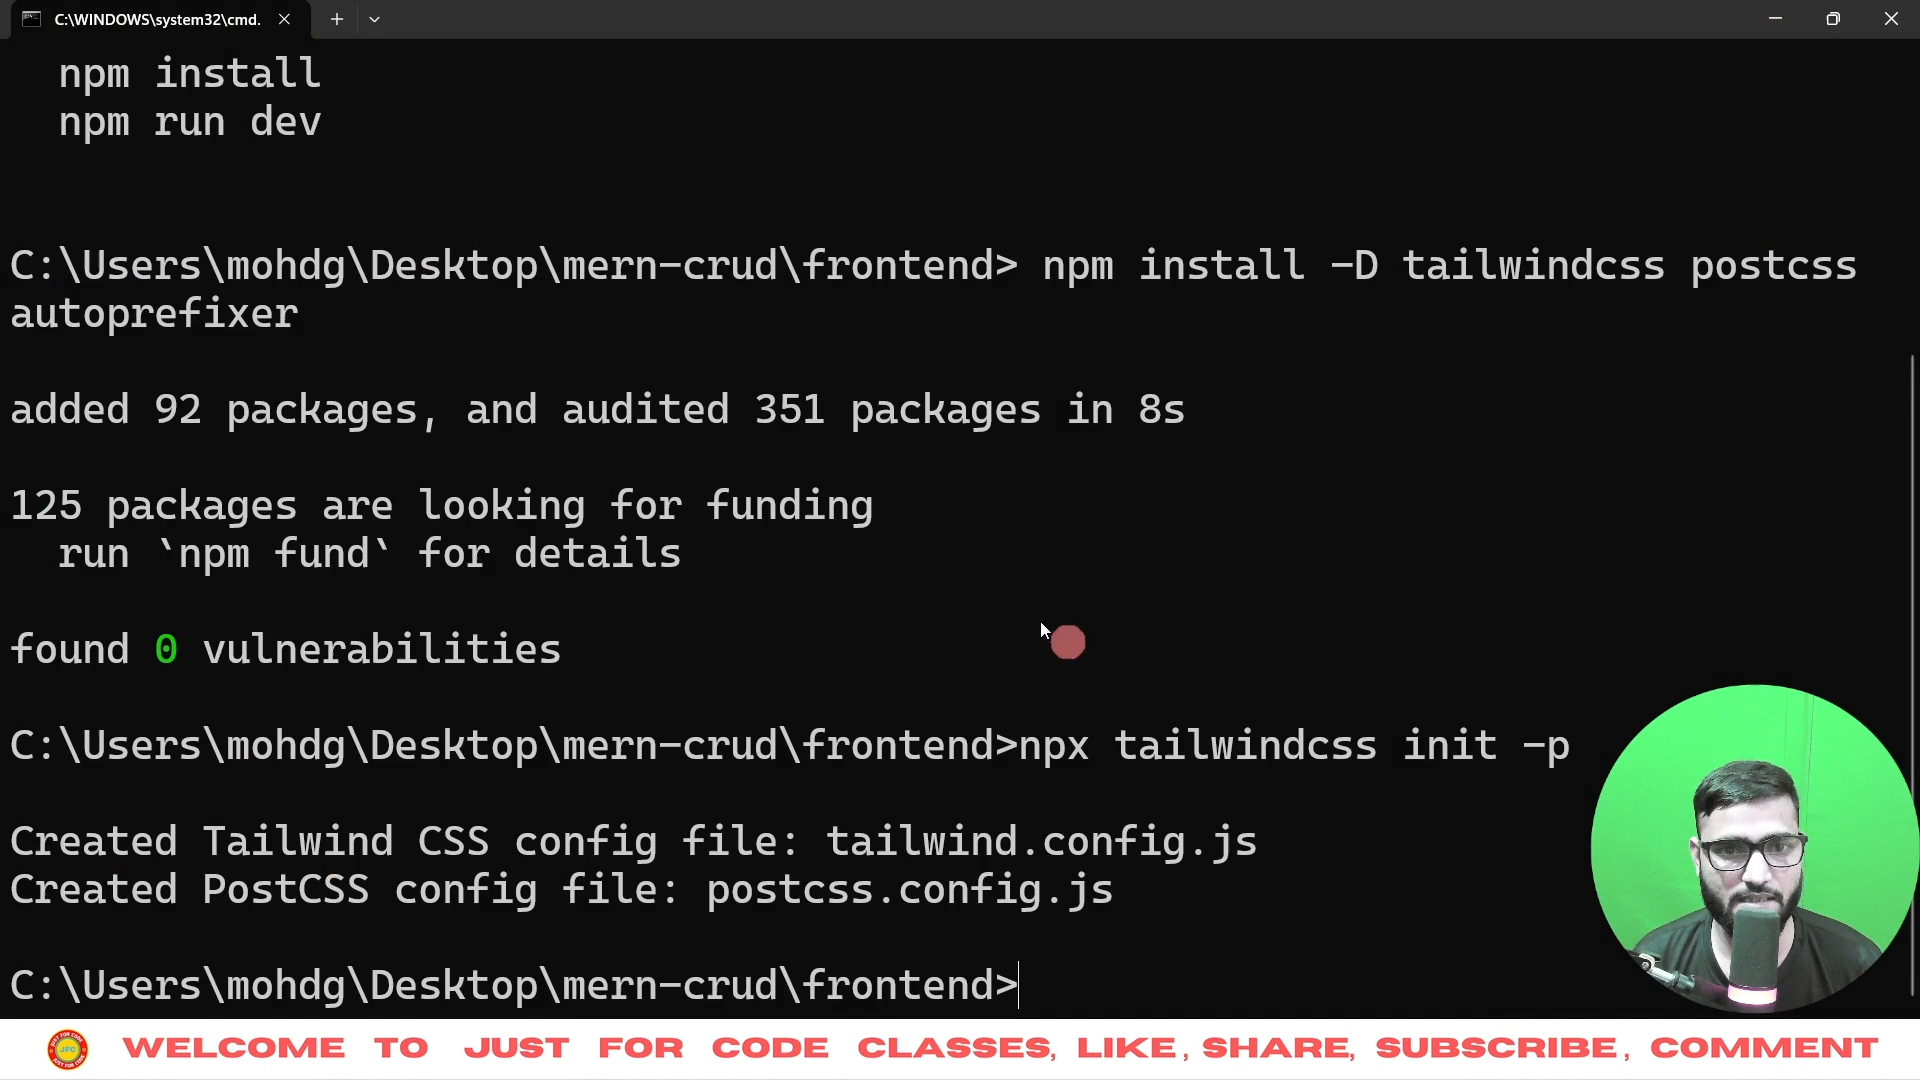 C:\WINDOWS\system32\cmd.
npm install
npm run dev
C:\Users\mohdg\Desktop\mern-crud\frontend> npm install -D tailwindcss postcss
autoprefixer
added 92 packages, and audited 351 packages in 8s
125 packages are looking for funding
run `npm fund` for details
found 0 vulnerabilities
C:\Users\mohdg\Desktop\mern-crud\frontend>npx tailwindcss init -p
Created Tailwind CSS config file: tailwind.config.js
Created PostCSS config file: postcss.config.js
C:\Users\mohdg\Desktop\mern-crud\frontend>
JFC
WELCOME TO JUST FOR CODE CLASSES, LIKE, SHARE, SUBSCRIBE, COMMENT